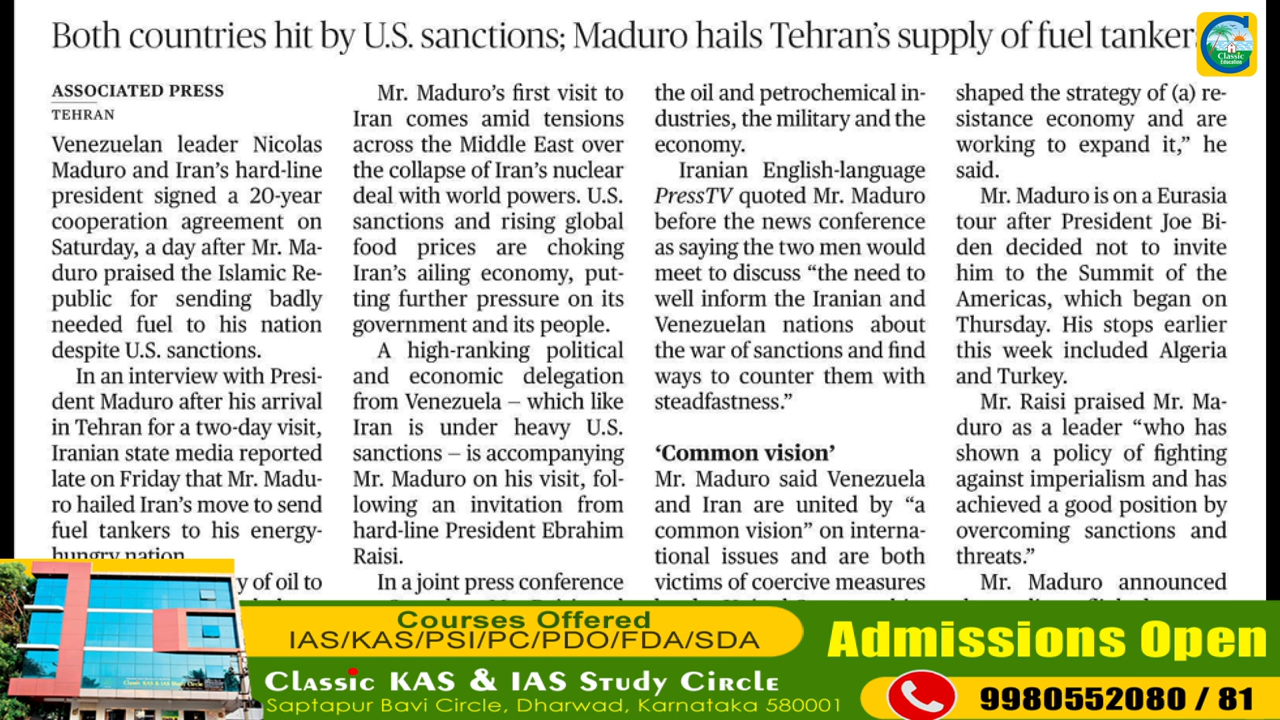 Both countries hit by U.S. sanctions; Maduro hails Tehran's supply of fuel tanker
Classic
Education
ASSOCIATED PRESS
TEHRAN
Venezuelan leader Nicolas
Maduro and Iran's hard-line
president signed a 20-year
cooperation agreement on
Saturday, a day after Mr. Ma-
duro praised the Islamic Re-
public for sending badly
needed fuel to his nation
despite U.S. sanctions.
In an interview with Presi-
dent Maduro after his arrival
in Tehran for a two-day visit,
Iranian state media reported
late on Friday that Mr. Madu-
ro hailed Iran's move to send
fuel tankers to his energy-
hungry nation.
y of oil to
Mr. Maduro's first visit to
Iran comes amid tensions
across the Middle East over
the collapse of Iran's nuclear
deal with world powers. U.S.
sanctions and rising global
food prices are choking
Iran's ailing economy, put-
ting further pressure on its
government and its people.
A high-ranking political
and economic delegation
from Venezuela – which like
Iran is under heavy U.S.
sanctions – is accompanying
Mr. Maduro on his visit, fol-
lowing an invitation from
hard-line President Ebrahim
Raisi.
In a joint press conference
the oil and petrochemical in-
dustries, the military and the
economy.
Iranian English-language
PressTV quoted Mr. Maduro
before the news conference
as saying the two men would
meet to discuss “the need to
well inform the Iranian and
Venezuelan nations about
the war of sanctions and find
ways to counter them with
steadfastness.”
‘Common vision’
Mr. Maduro said Venezuela
and Iran are united by “a
common vision” on interna-
tional issues and are both
victims of coercive measures
shaped the strategy of (a) re-
sistance economy and are
working to expand it,” he
said.
Mr. Maduro is on a Eurasia
tour after President Joe Bi-
den decided not to invite
him to the Summit of the
Americas, which began on
Thursday. His stops earlier
this week included Algeria
and Turkey.
Mr. Raisi praised Mr. Ma-
duro as a leader “who has
shown a policy of fighting
against imperialism and has
achieved a good position by
overcoming sanctions and
threats.”
Mr. Maduro announced
Courses Offered
IAS/KAS/PSI/PC/PDO/FDA/SDA
Classic KAS & IAS Study Circle
Saptapur Bavi Circle, Dharwad, Karnataka 580001
Admissions Open
9980552080 / 81